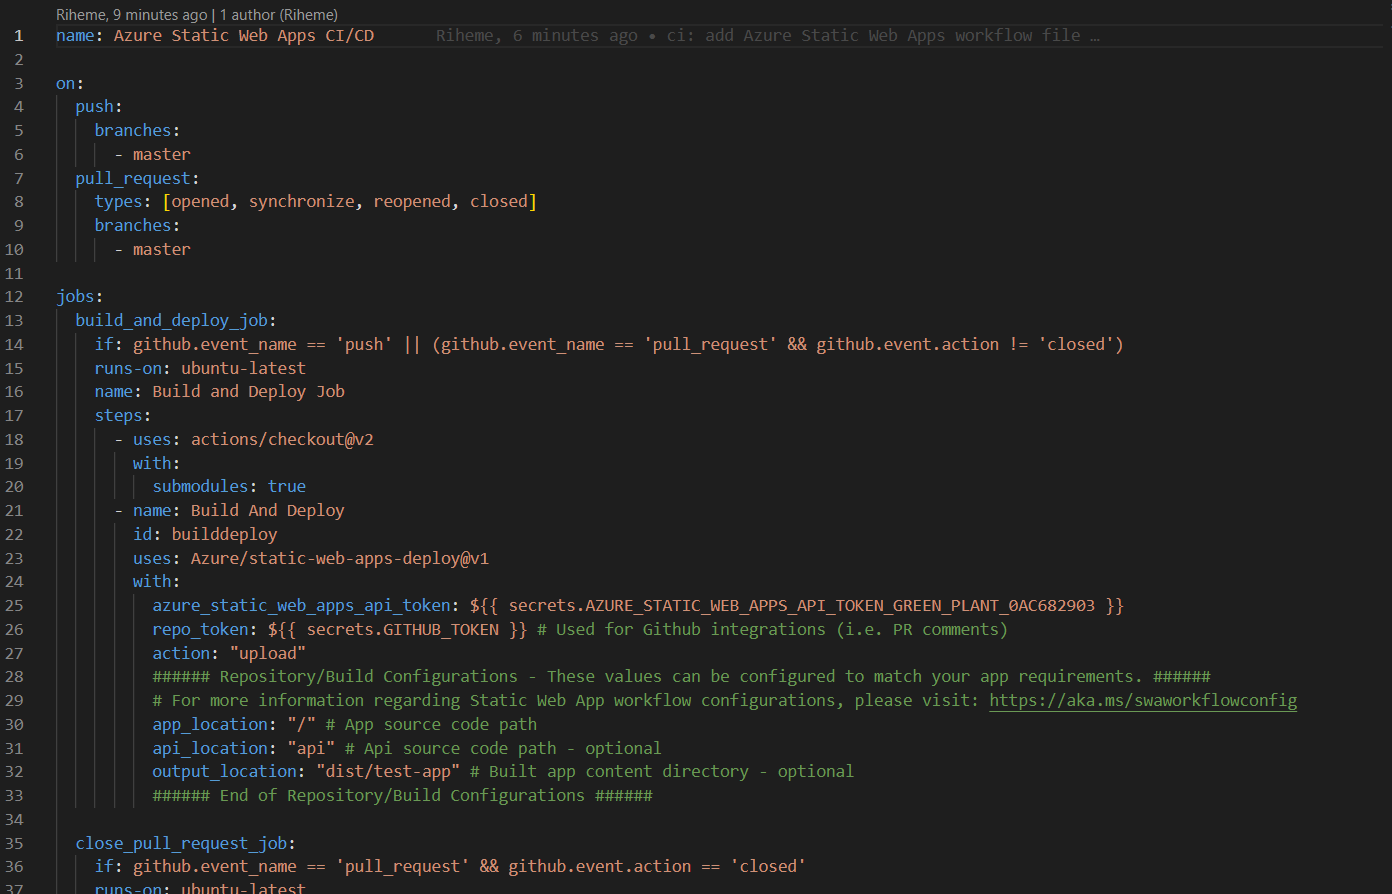 Riheme, 9 minutes ago | 1 author (Riheme)
1 name: Azure Static Web Apps CI/CD Riheme, 6 minutes ago • ci: add Azure Static Web Apps workflow file …
2
3 on:
4   push:
5     branches:
6       - master
7   pull_request:
8     types: [opened, synchronize, reopened, closed]
9     branches:
10       - master
11
12 jobs:
13   build_and_deploy_job:
14     if: github.event_name == 'push' || (github.event_name == 'pull_request' && github.event.action != 'closed')
15     runs-on: ubuntu-latest
16     name: Build and Deploy Job
17     steps:
18       - uses: actions/checkout@v2
19         with:
20           submodules: true
21       - name: Build And Deploy
22         id: builddeploy
23         uses: Azure/static-web-apps-deploy@v1
24         with:
25           azure_static_web_apps_api_token: ${{ secrets.AZURE_STATIC_WEB_APPS_API_TOKEN_GREEN_PLANT_0AC682903 }}
26           repo_token: ${{ secrets.GITHUB_TOKEN }} # Used for Github integrations (i.e. PR comments)
27           action: "upload"
28           ###### Repository/Build Configurations - These values can be configured to match your app requirements. ######
29           # For more information regarding Static Web App workflow configurations, please visit: https://aka.ms/swaworkflowconfig
30           app_location: "/" # App source code path
31           api_location: "api" # Api source code path - optional
32           output_location: "dist/test-app" # Built app content directory - optional
33           ###### End of Repository/Build Configurations ######
34
35   close_pull_request_job:
36     if: github.event_name == 'pull_request' && github.event.action == 'closed'
37     runs-on: ubuntu-latest